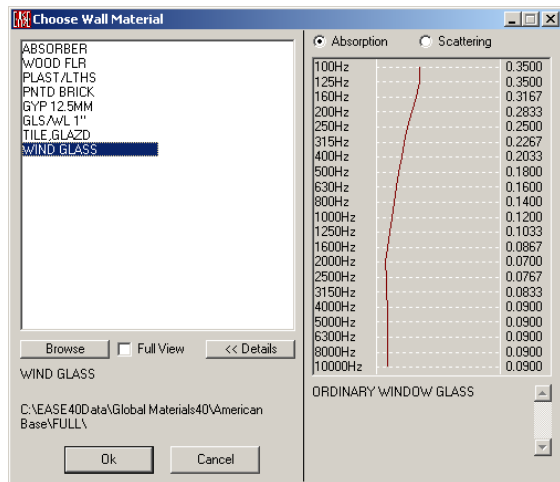 EASE Choose Wall Material
ABSORBER
WOOD FLR
PLAST/LTHS
PNTD BRICK
GYP 12.5MM
GLS/WL 1"
TILE,GLAZD
WIND GLASS
Browse
Full View
<< Details
WIND GLASS
C:\EASE40Data\Global Materials40\American
Base\FULL\
Ok
Cancel
Absorption
Scattering
100Hz 0.3500
125Hz 0.3500
160Hz 0.3167
200Hz 0.2833
250Hz 0.2500
315Hz 0.2267
400Hz 0.2033
500Hz 0.1800
630Hz 0.1600
800Hz 0.1400
1000Hz 0.1200
1250Hz 0.1033
1600Hz 0.0867
2000Hz 0.0700
2500Hz 0.0767
3150Hz 0.0833
4000Hz 0.0900
5000Hz 0.0900
6300Hz 0.0900
8000Hz 0.0900
10000Hz 0.0900
ORDINARY WINDOW GLASS